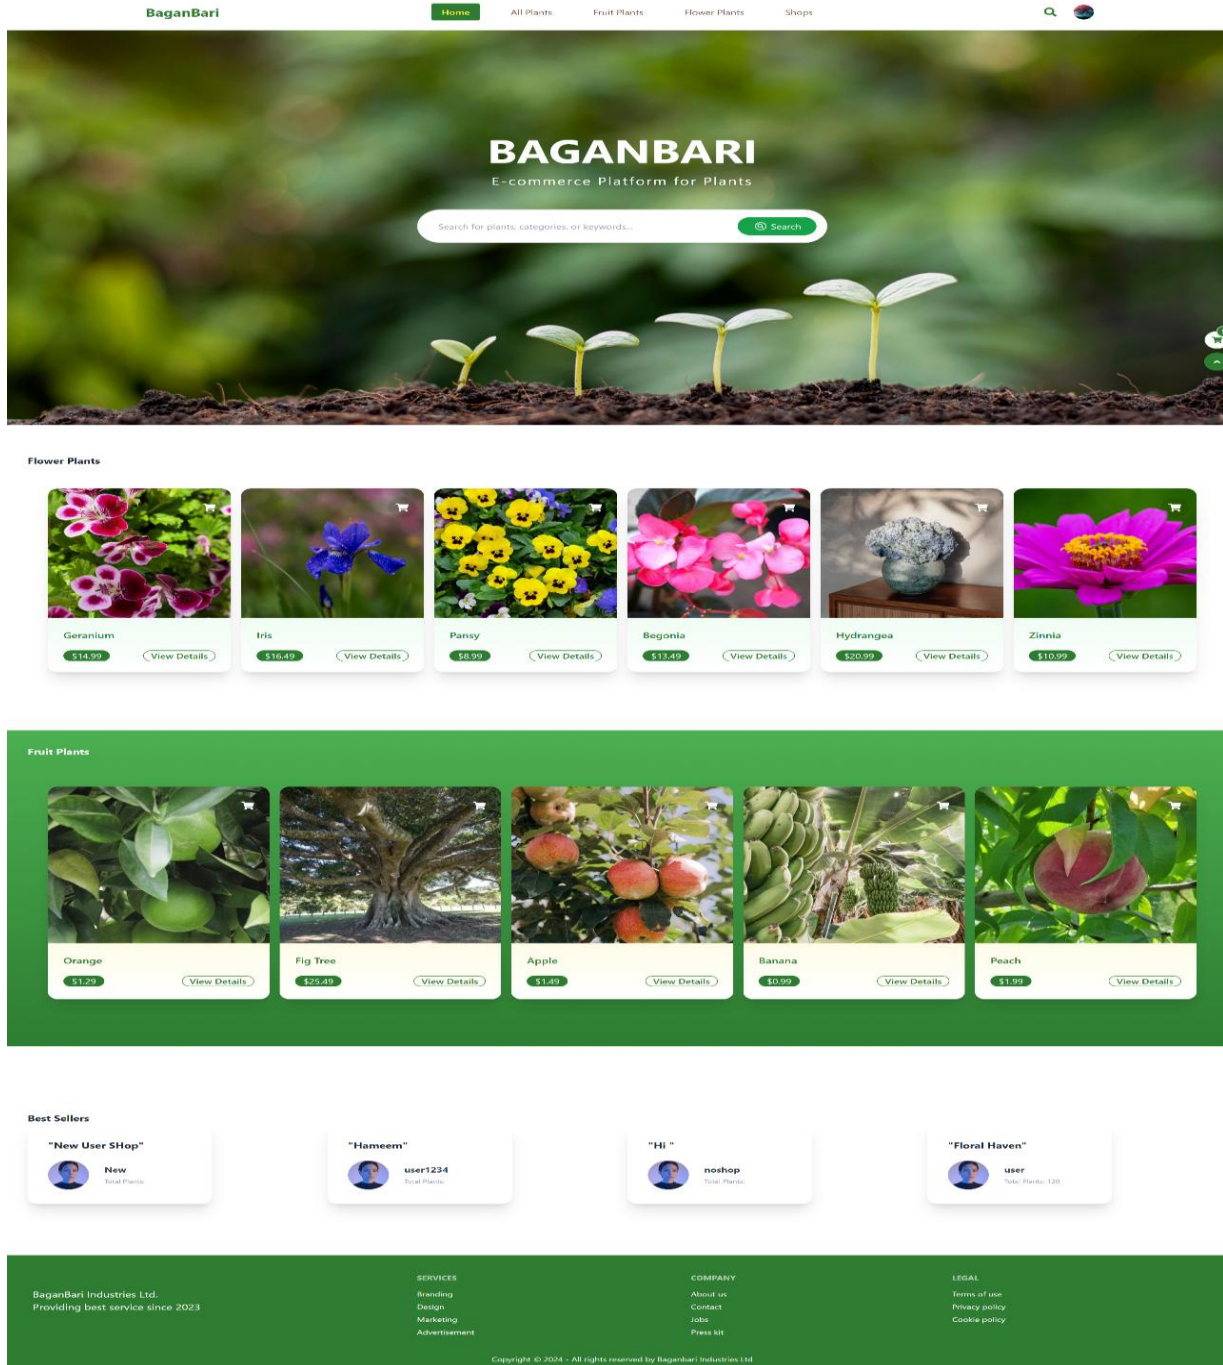 BaganBari
Home All Plants Fruit Plants Flower Plants Shops
BAGANBARI
E-commerce Platform for Plants
Search for plants, categories, or keywords...
Search
Flower Plants
Geranium
$14.99 View Details
Iris
$16.49 View Details
Pansy
$8.99 View Details
Begonia
$13.49 View Details
Hydrangea
$20.99 View Details
Zinnia
$10.99 View Details
Fruit Plants
Orange
$1.29 View Details
Fig Tree
$25.49 View Details
Apple
$1.49 View Details
Banana
$0.99 View Details
Peach
$1.99 View Details
Best Sellers
"New User SHop"
New
Total Plants:
"Hameem"
user1234
Total Plants:
"Hi "
noshop
Total Plants:
"Floral Haven"
user
Total Plants: 120
BaganBari Industries Ltd.
Providing best service since 2023
SERVICES
Branding
Design
Marketing
Advertisement
COMPANY
About us
Contact
Jobs
Press kit
LEGAL
Terms of use
Privacy policy
Cookie policy
Copyright © 2024 - All rights reserved by Baganbari Industries Ltd